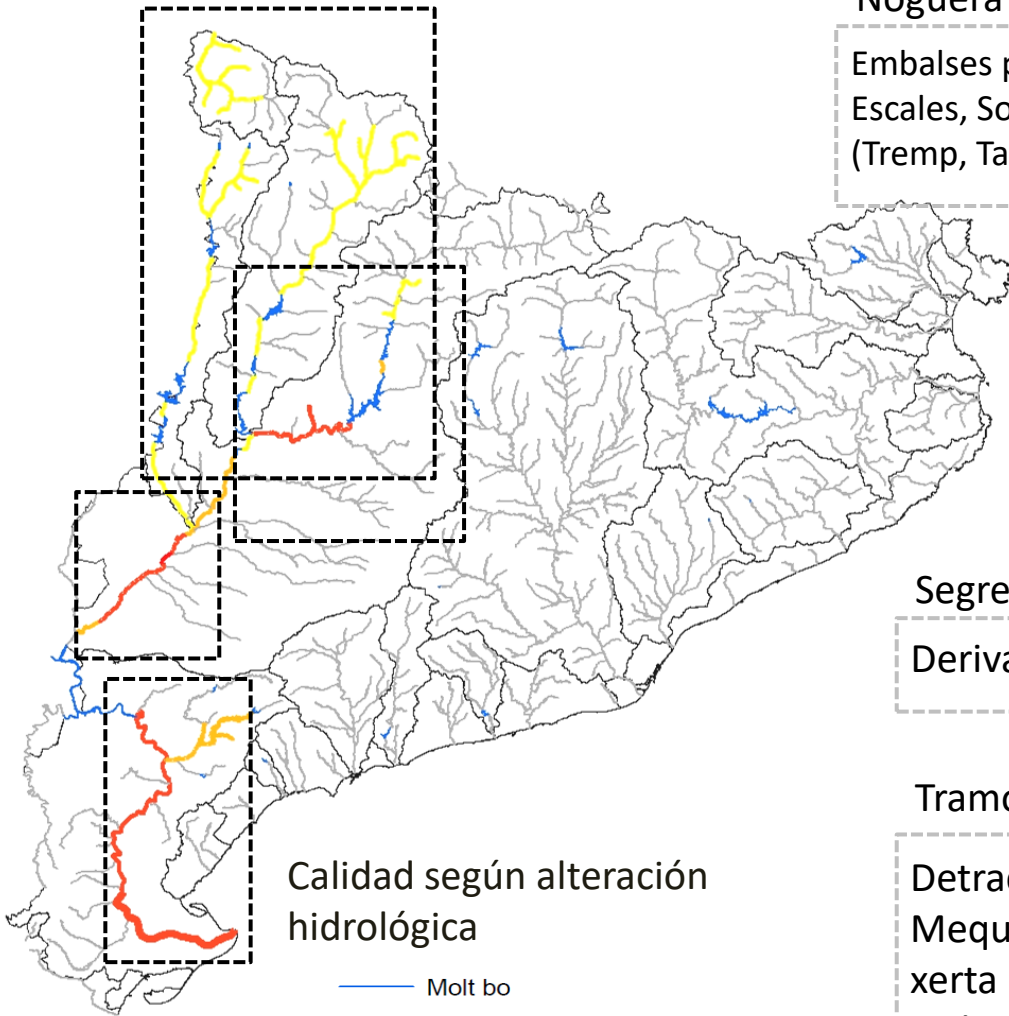 Noguera
Embalses p
Escales, So
(Tremp, Ta
Segre
Deriva
Tramo
Detrac
Mequ
xerta
Calidad según alteración
hidrológica
Molt bo